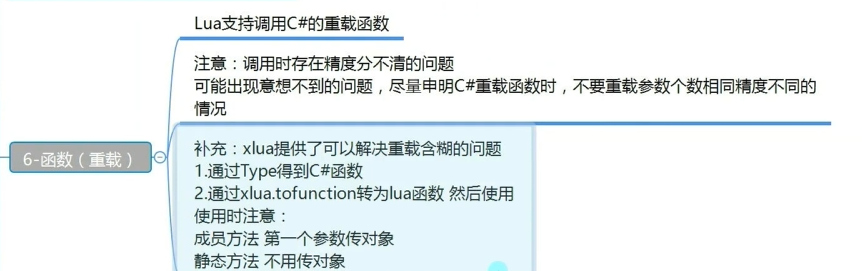 Lua支持调用C#的重载函数
注意：调用时存在精度分不清的问题
可能出现意想不到的问题，尽量申明C#重载函数时，不要重载参数个数相同精度不同的
情况
6-函数（重载）
补充：xlua提供了可以解决重载含糊的问题
1.通过Type得到C#函数
2.通过xlua.tofunction转为lua函数 然后使用
使用时注意：
成员方法 第一个参数传对象
静态方法 不用传对象